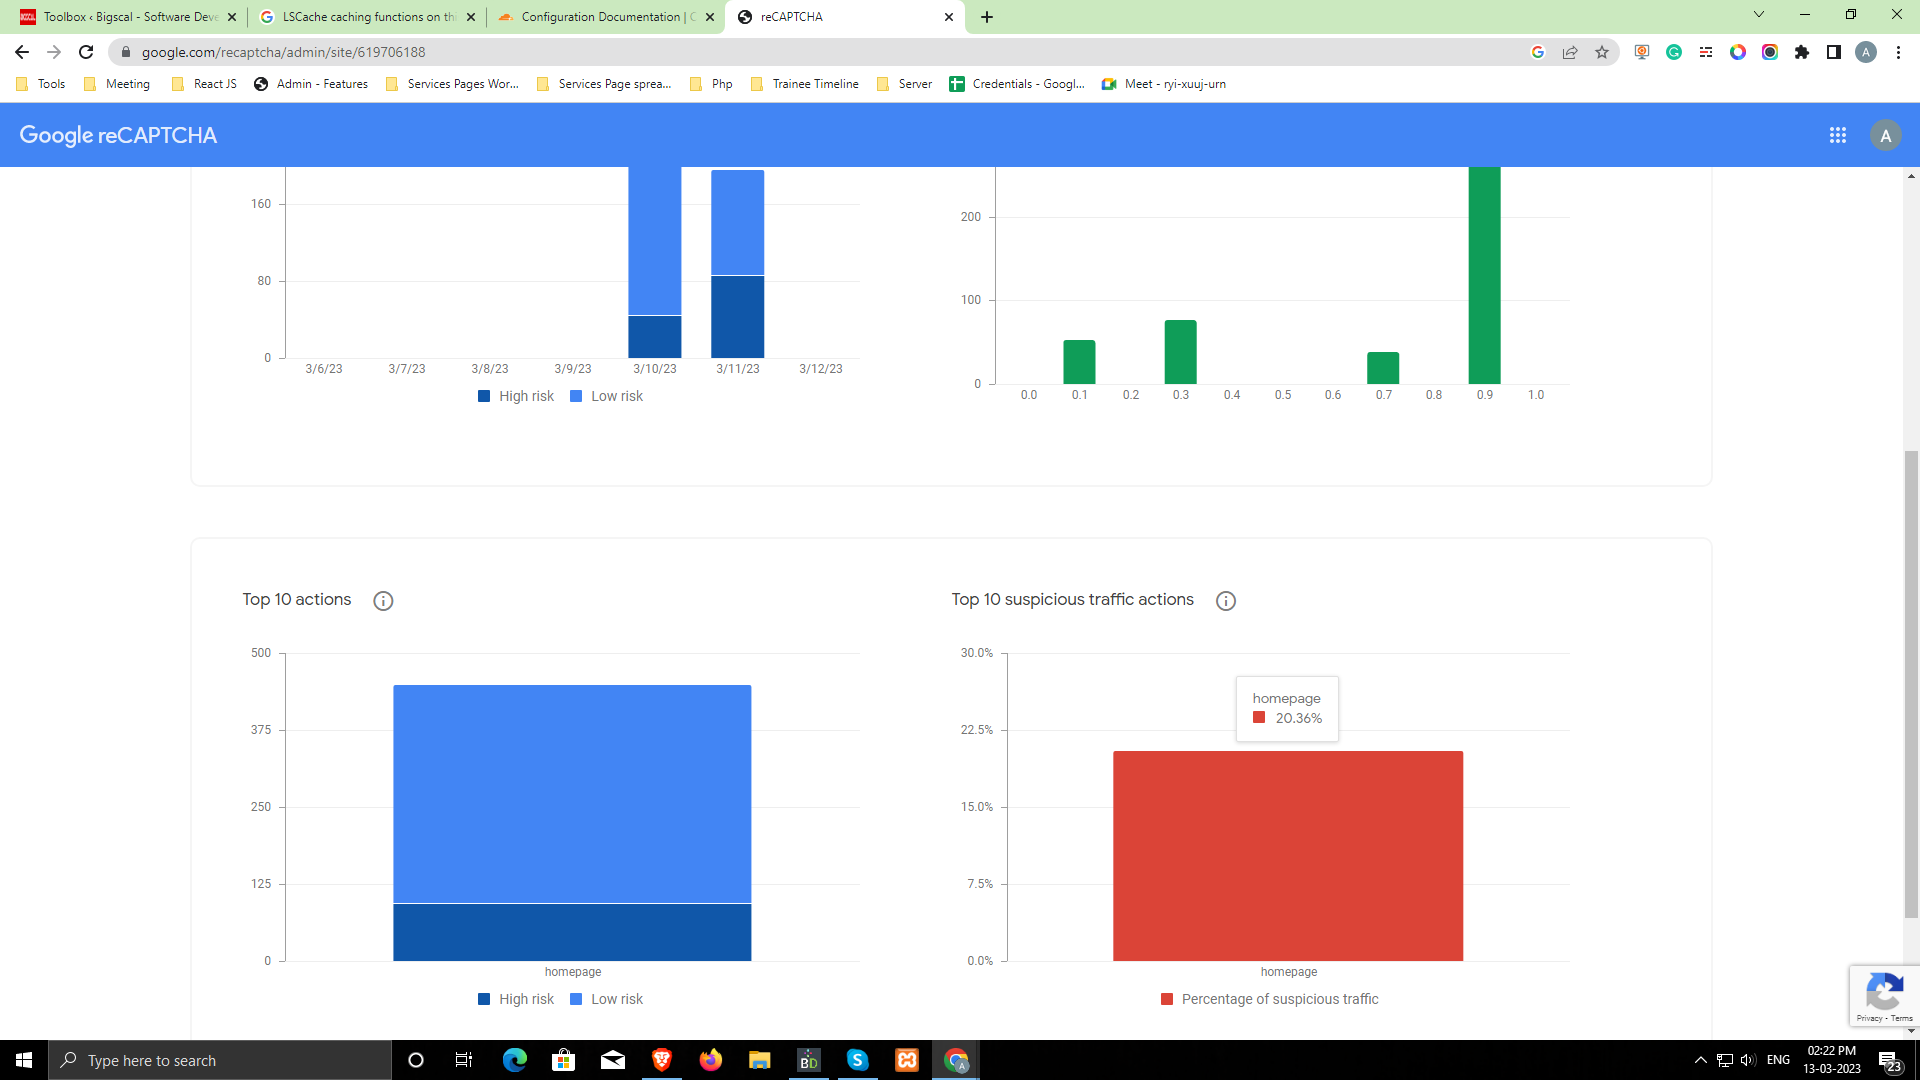 Toolbox ‹ Bigscal - Software Deve
LSCache caching functions on thi
Configuration Documentation | C
reCAPTCHA
google.com/recaptcha/admin/site/619706188
A
Tools
Meeting
React JS
Admin - Features
Services Pages Wor...
Services Page sprea...
Php
Trainee Timeline
Server
Credentials - Googl...
Meet - ryi-xuuj-urn
Google reCAPTCHA
A
160
80
0
3/6/23 3/7/23 3/8/23 3/9/23 3/10/23 3/11/23 3/12/23
High risk Low risk
200
100
0
0.0 0.1 0.2 0.3 0.4 0.5 0.6 0.7 0.8 0.9 1.0
Top 10 actions
500
375
250
125
0
homepage
High risk Low risk
Top 10 suspicious traffic actions
30.0%
22.5%
15.0%
7.5%
0.0%
homepage
20.36%
homepage
Percentage of suspicious traffic
Privacy - Terms
Type here to search
BD
A
ENG
02:22 PM
13-03-2023
23